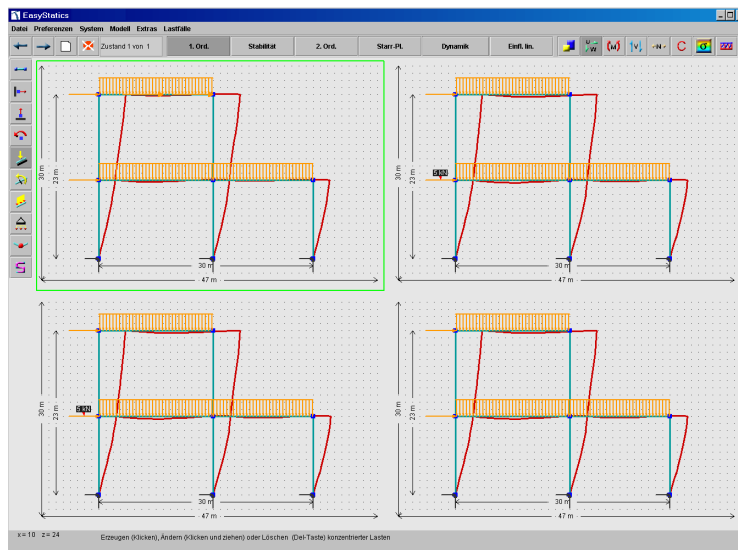 EasyStatics
Datei Preferenzen System Modell Extras Lastfälle
Zustand 1 von 1 1. Ord. Stabilität 2. Ord. Starr-Pl. Dynamik Einfl. lin. U W (M) (V) -N- C σ
30 m
23 m
30 m
47 m
30 m
23 m
5 kN
30 m
47 m
30 m
23 m
5 kN
30 m
47 m
30 m
23 m
30 m
47 m
x = 10 z = 24 Erzeugen (Klicken), Ändern (Klicken und ziehen) oder Löschen (Del-Taste) konzentrierter Lasten